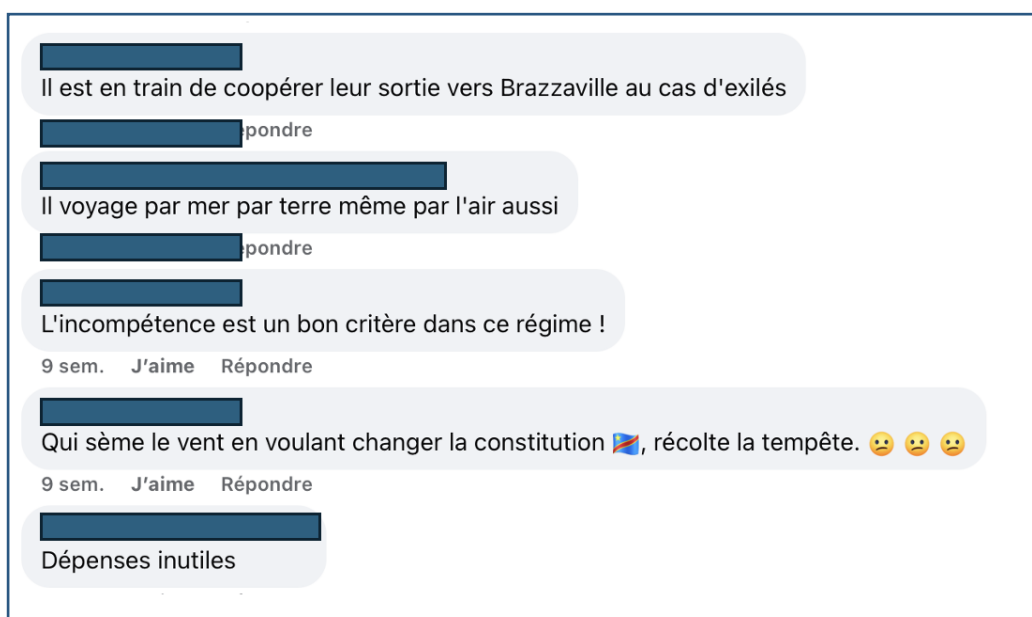 Il est en train de coopérer leur sortie vers Brazzaville au cas d'exilés
épondre
Il voyage par mer par terre même par l'air aussi
épondre
L'incompétence est un bon critère dans ce régime !
9 sem. J'aime Répondre
Qui sème le vent en voulant changer la constitution 🇨🇩, récolte la tempête. 🫤 🫤 🫤
9 sem. J'aime Répondre
Dépenses inutiles